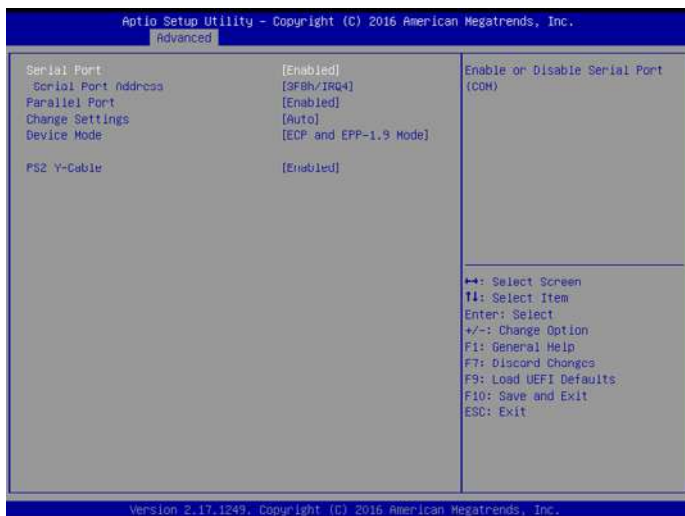 Aptio Setup Utility – Copyright (C) 2016 American Megatrends, Inc.
Advanced
Serial Port [Enabled]
Serial Port Address [3F8h/IRQ4]
Parallel Port [Enabled]
Change Settings [Auto]
Device Mode [ECP and EPP-1.9 Mode]
PS2 Y-Cable [Enabled]
Enable or Disable Serial Port
(COM)
↔: Select Screen
↑↓: Select Item
Enter: Select
+/-: Change Option
F1: General Help
F7: Discard Changes
F9: Load UEFI Defaults
F10: Save and Exit
ESC: Exit
Version 2.17.1249. Copyright (C) 2016 American Megatrends, Inc.